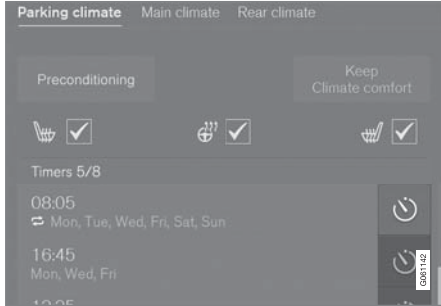 Parking climate Main climate Rear climate
Preconditioning
Keep
Climate comfort
Timers 5/8
08:05
Mon, Tue, Wed, Fri, Sat, Sun
16:45
Mon, Wed, Fri
G061142